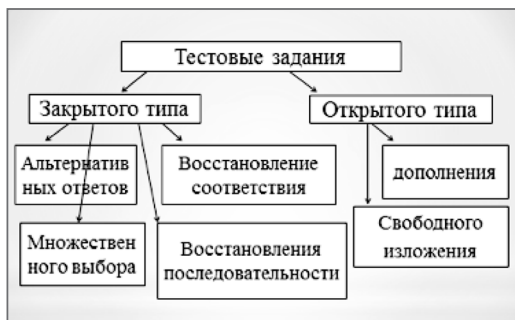 Тестовые задания
Закрытого типа
Открытого типа
Альтернатив
ных ответов
Восстановление
соответствия
дополнения
Множествен
ного выбора
Восстановления
последовательности
Свободного
изложения